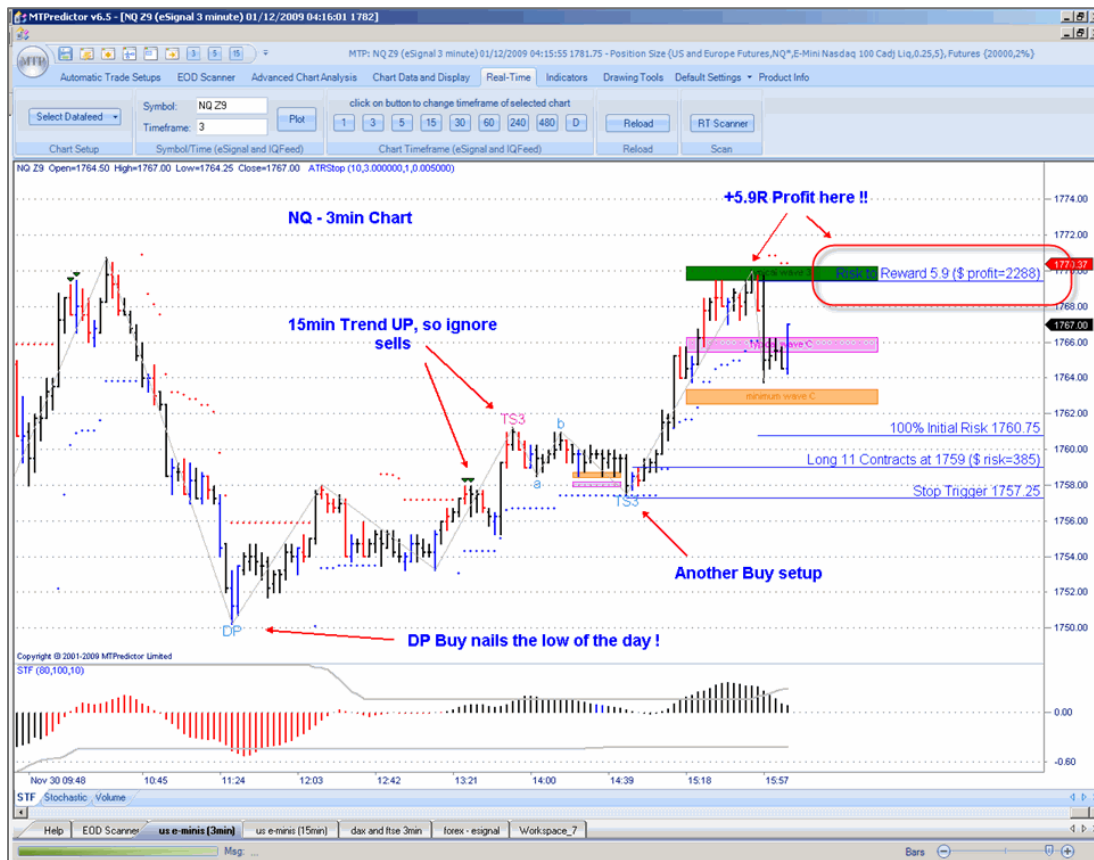 MTPredictor v6.5 - [NQ Z9 (eSignal 3 minute) 01/12/2009 04:16:01 1782]
MTP: NQ Z9 (eSignal 3 minute) 01/12/2009 04:15:55 1781.75 - Position Size {US and Europe Futures,NQ*,E-Mini Nasdaq 100 Cadj Liq,0.25,5}, Futures {20000,2%}
MTP
3 5 15
Automatic Trade Setups EOD Scanner Advanced Chart Analysis Chart Data and Display Real-Time Indicators Drawing Tools Default Settings Product Info
click on button to change timeframe of selected chart
Select Datafeed
Symbol: NQ Z9
Timeframe: 3
Plot
1 3 5 15 30 60 240 480 D
Reload
RT Scanner
Chart Setup Symbol/Time (eSignal and IQFeed) Chart Timeframe (eSignal and IQFeed) Reload Scan
NQ Z9 Open=1764.50 High=1767.00 Low=1764.25 Close=1767.00 ATRStop (10,3.000000,1,0.005000)
+5.9R Profit here !!
NQ - 3min Chart
1774.00
1772.00
1770.37
1770.00
Risk to Reward 5.9 ($ profit=2288)
1768.00
1767.00
15min Trend UP, so ignore
sells
1766.00
typical wave C
1764.00
minimum wave C
1762.00
TS3
b
100% Initial Risk 1760.75
1760.00
Long 11 Contracts at 1759 ($ risk=385)
a
1758.00
Stop Trigger 1757.25
TS3
1756.00
1754.00
Another Buy setup
1752.00
DP
DP Buy nails the low of the day !
1750.00
Copyright © 2001-2009 MTPredictor Limited
STF (80,100,10)
0.00
-0.60
Nov 30 09:48 10:45 11:24 12:03 12:42 13:21 14:00 14:39 15:18 15:57
STF Stochastic Volume
Help EOD Scanner us e-minis (3min) us e-minis (15min) dax and ftse 3min forex - esignal Workspace_7
Msg: ...
Bars